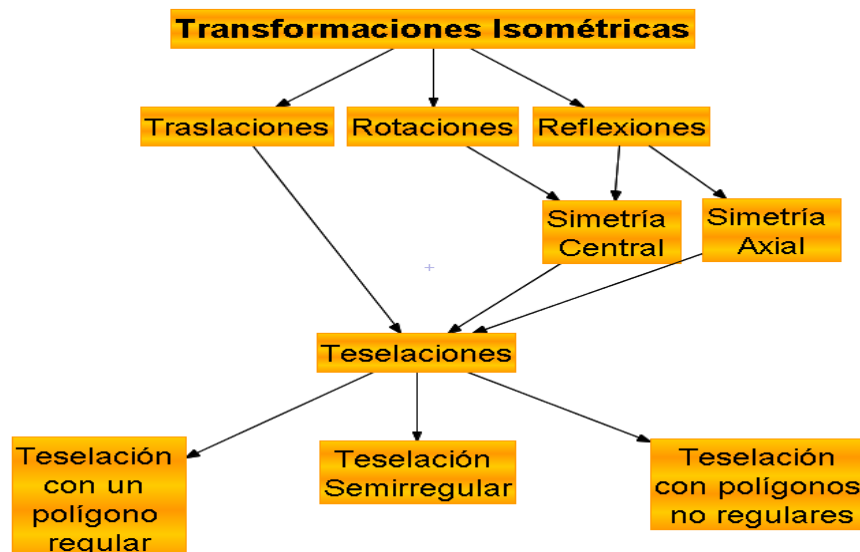 Transformaciones Isométricas
Traslaciones
Rotaciones
Reflexiones
Simetría
Central
Simetría
Axial
Teselaciones
Teselación
con un
polígono
regular
Teselación
Semirregular
Teselación
con polígonos
no regulares